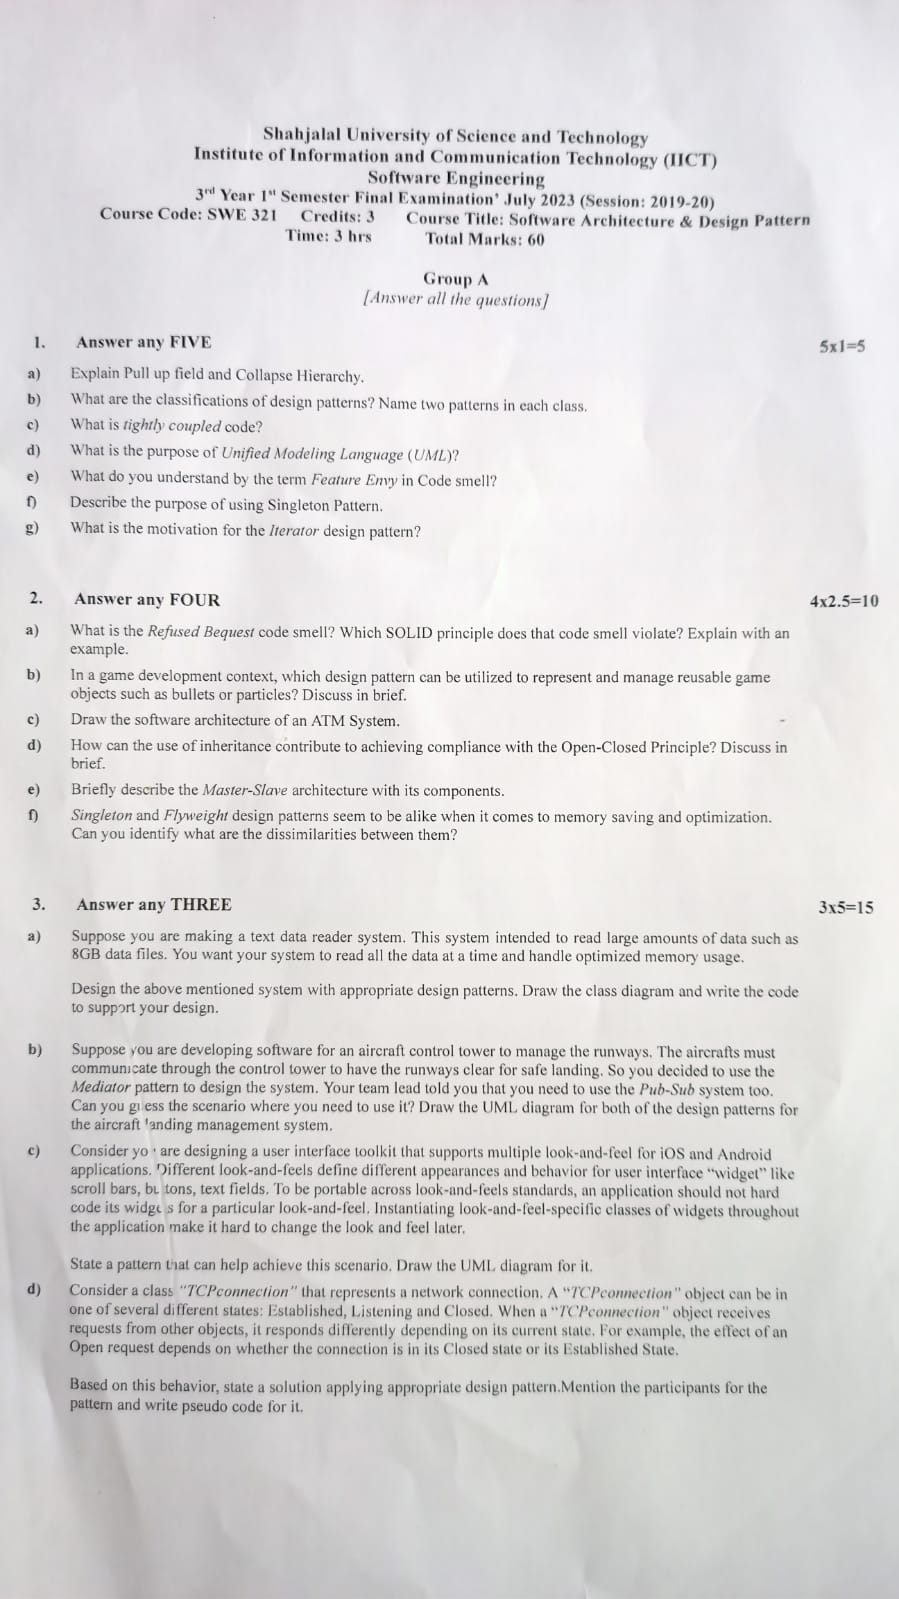 Shahjalal University of Science and Technology
Institute of Information and Communication Technology (IICT)
Software Engineering
3rd Year 1st Semester Final Examination' July 2023 (Session: 2019-20)
Course Code: SWE 321 Credits: 3 Course Title: Software Architecture & Design Pattern
Time: 3 hrs Total Marks: 60
Group A
[Answer all the questions]
1. Answer any FIVE 5x1=5
a) Explain Pull up field and Collapse Hierarchy.
b) What are the classifications of design patterns? Name two patterns in each class.
c) What is tightly coupled code?
d) What is the purpose of Unified Modeling Language (UML)?
e) What do you understand by the term Feature Envy in Code smell?
f) Describe the purpose of using Singleton Pattern.
g) What is the motivation for the Iterator design pattern?
2. Answer any FOUR 4x2.5=10
a) What is the Refused Bequest code smell? Which SOLID principle does that code smell violate? Explain with an
example.
b) In a game development context, which design pattern can be utilized to represent and manage reusable game
objects such as bullets or particles? Discuss in brief.
c) Draw the software architecture of an ATM System.
d) How can the use of inheritance contribute to achieving compliance with the Open-Closed Principle? Discuss in
brief.
e) Briefly describe the Master-Slave architecture with its components.
f) Singleton and Flyweight design patterns seem to be alike when it comes to memory saving and optimization.
Can you identify what are the dissimilarities between them?
3. Answer any THREE 3x5=15
a) Suppose you are making a text data reader system. This system intended to read large amounts of data such as
8GB data files. You want your system to read all the data at a time and handle optimized memory usage.
Design the above mentioned system with appropriate design patterns. Draw the class diagram and write the code
to support your design.
b) Suppose you are developing software for an aircraft control tower to manage the runways. The aircrafts must
communicate through the control tower to have the runways clear for safe landing. So you decided to use the
Mediator pattern to design the system. Your team lead told you that you need to use the Pub-Sub system too.
Can you guess the scenario where you need to use it? Draw the UML diagram for both of the design patterns for
the aircraft landing management system.
c) Consider you are designing a user interface toolkit that supports multiple look-and-feel for iOS and Android
applications. Different look-and-feels define different appearances and behavior for user interface “widget” like
scroll bars, buttons, text fields. To be portable across look-and-feels standards, an application should not hard
code its widgets for a particular look-and-feel. Instantiating look-and-feel-specific classes of widgets throughout
the application make it hard to change the look and feel later.
State a pattern that can help achieve this scenario. Draw the UML diagram for it.
d) Consider a class "TCPconnection" that represents a network connection. A “TCPconnection” object can be in
one of several different states: Established, Listening and Closed. When a “TCPconnection” object receives
requests from other objects, it responds differently depending on its current state. For example, the effect of an
Open request depends on whether the connection is in its Closed state or its Established State.
Based on this behavior, state a solution applying appropriate design pattern.Mention the participants for the
pattern and write pseudo code for it.